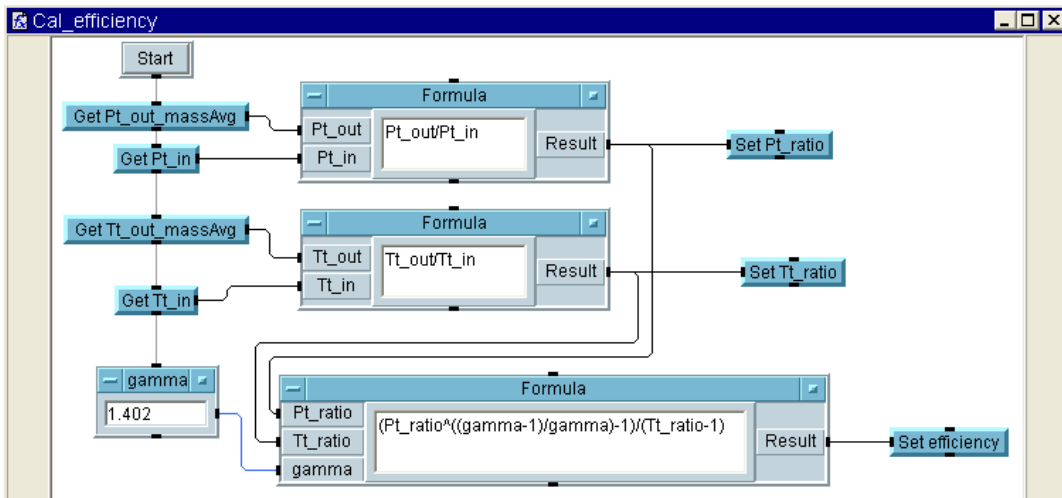 Cal_efficiency
Start
Get Pt_out_massAvg
Get Pt_in
Formula
Pt_out
Pt_in
Pt_out/Pt_in
Result
Set Pt_ratio
Get Tt_out_massAvg
Get Tt_in
Formula
Tt_out
Tt_in
Tt_out/Tt_in
Result
Set Tt_ratio
gamma
1.402
Formula
Pt_ratio
Tt_ratio
gamma
(Pt_ratio^((gamma-1)/gamma)-1)/(Tt_ratio-1)
Result
Set efficiency